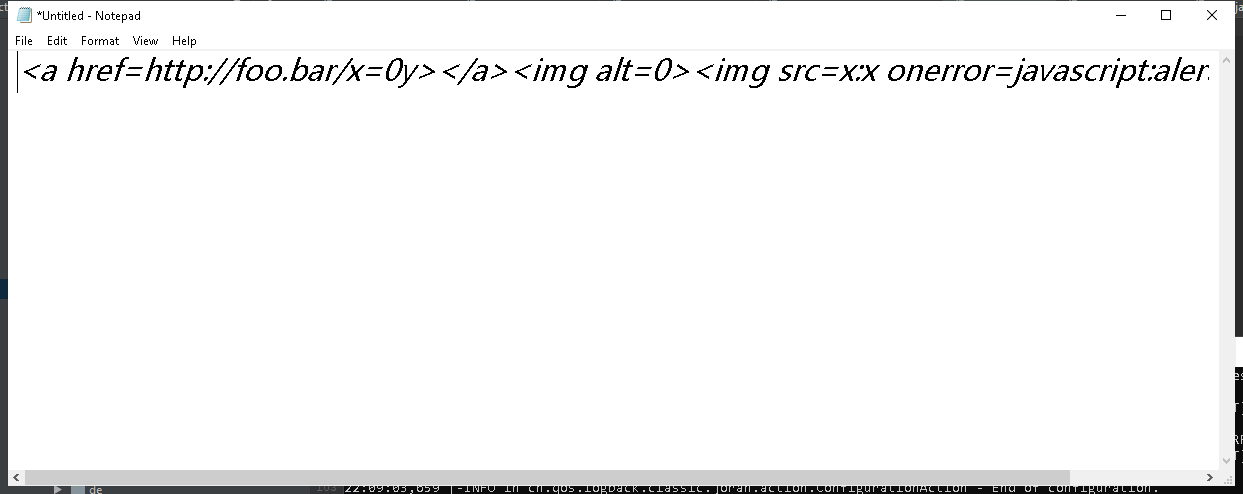 *Untitled - Notepad
File Edit Format View Help
<a href=http://foo.bar/x=0y></a><img alt=0><img src=x:x onerror=javascript:aler
de
22:09:03,659 |-INFO in ch.qos.logback.classic.joran.action.ConfigurationAction - End of configuration.